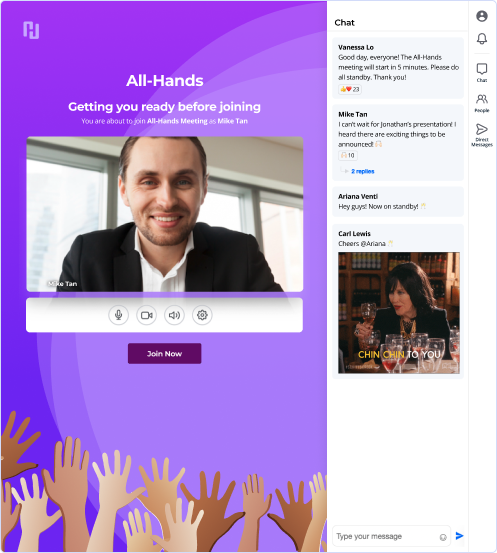 All-Hands
Getting you ready before joining
You are about to join All-Hands Meeting as Mike Tan
Mike Tan
Join Now
Chat
Vanessa Lo
Good day, everyone! The All-Hands
meeting will start in 5 minutes. Please do
all standby. Thank you!
👍❤️ 23
Mike Tan
I can't wait for Jonathan's presentation! I
heard there are exciting things to be
announced!
10
2 replies
Ariana Venti
Hey guys! Now on standby!
Carl Lewis
Cheers @Ariana
CHIN CHIN TO YOU
Type your message
Chat
People
Direct
Messages